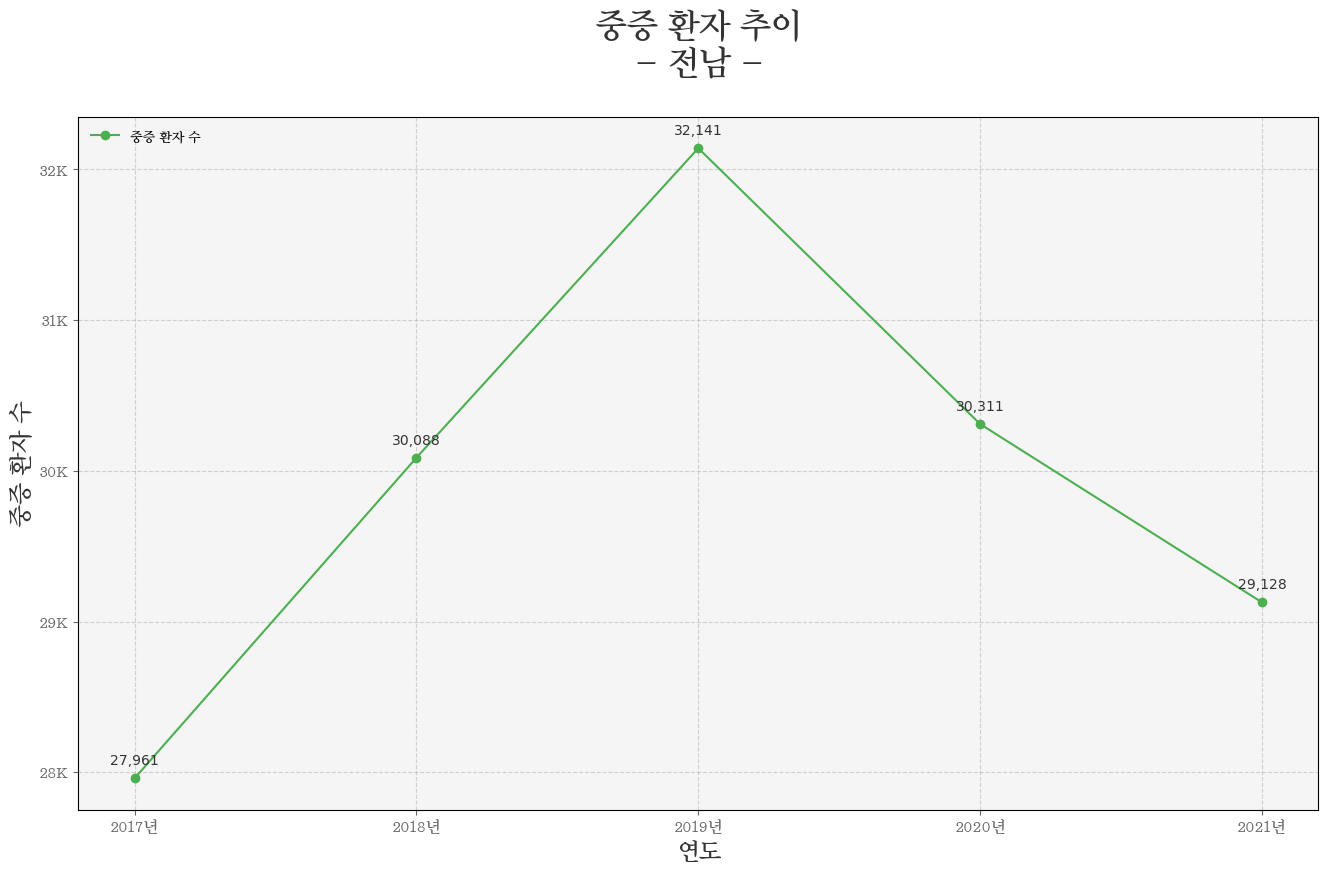 중증 환자 추이
- 전남 -
중증 환자 수
32,141
32K
31K
30,311
30,088
30K
29,128
29K
27,961
28K
중증 환자 수
2017년 2018년 2019년 2020년 2021년
연도